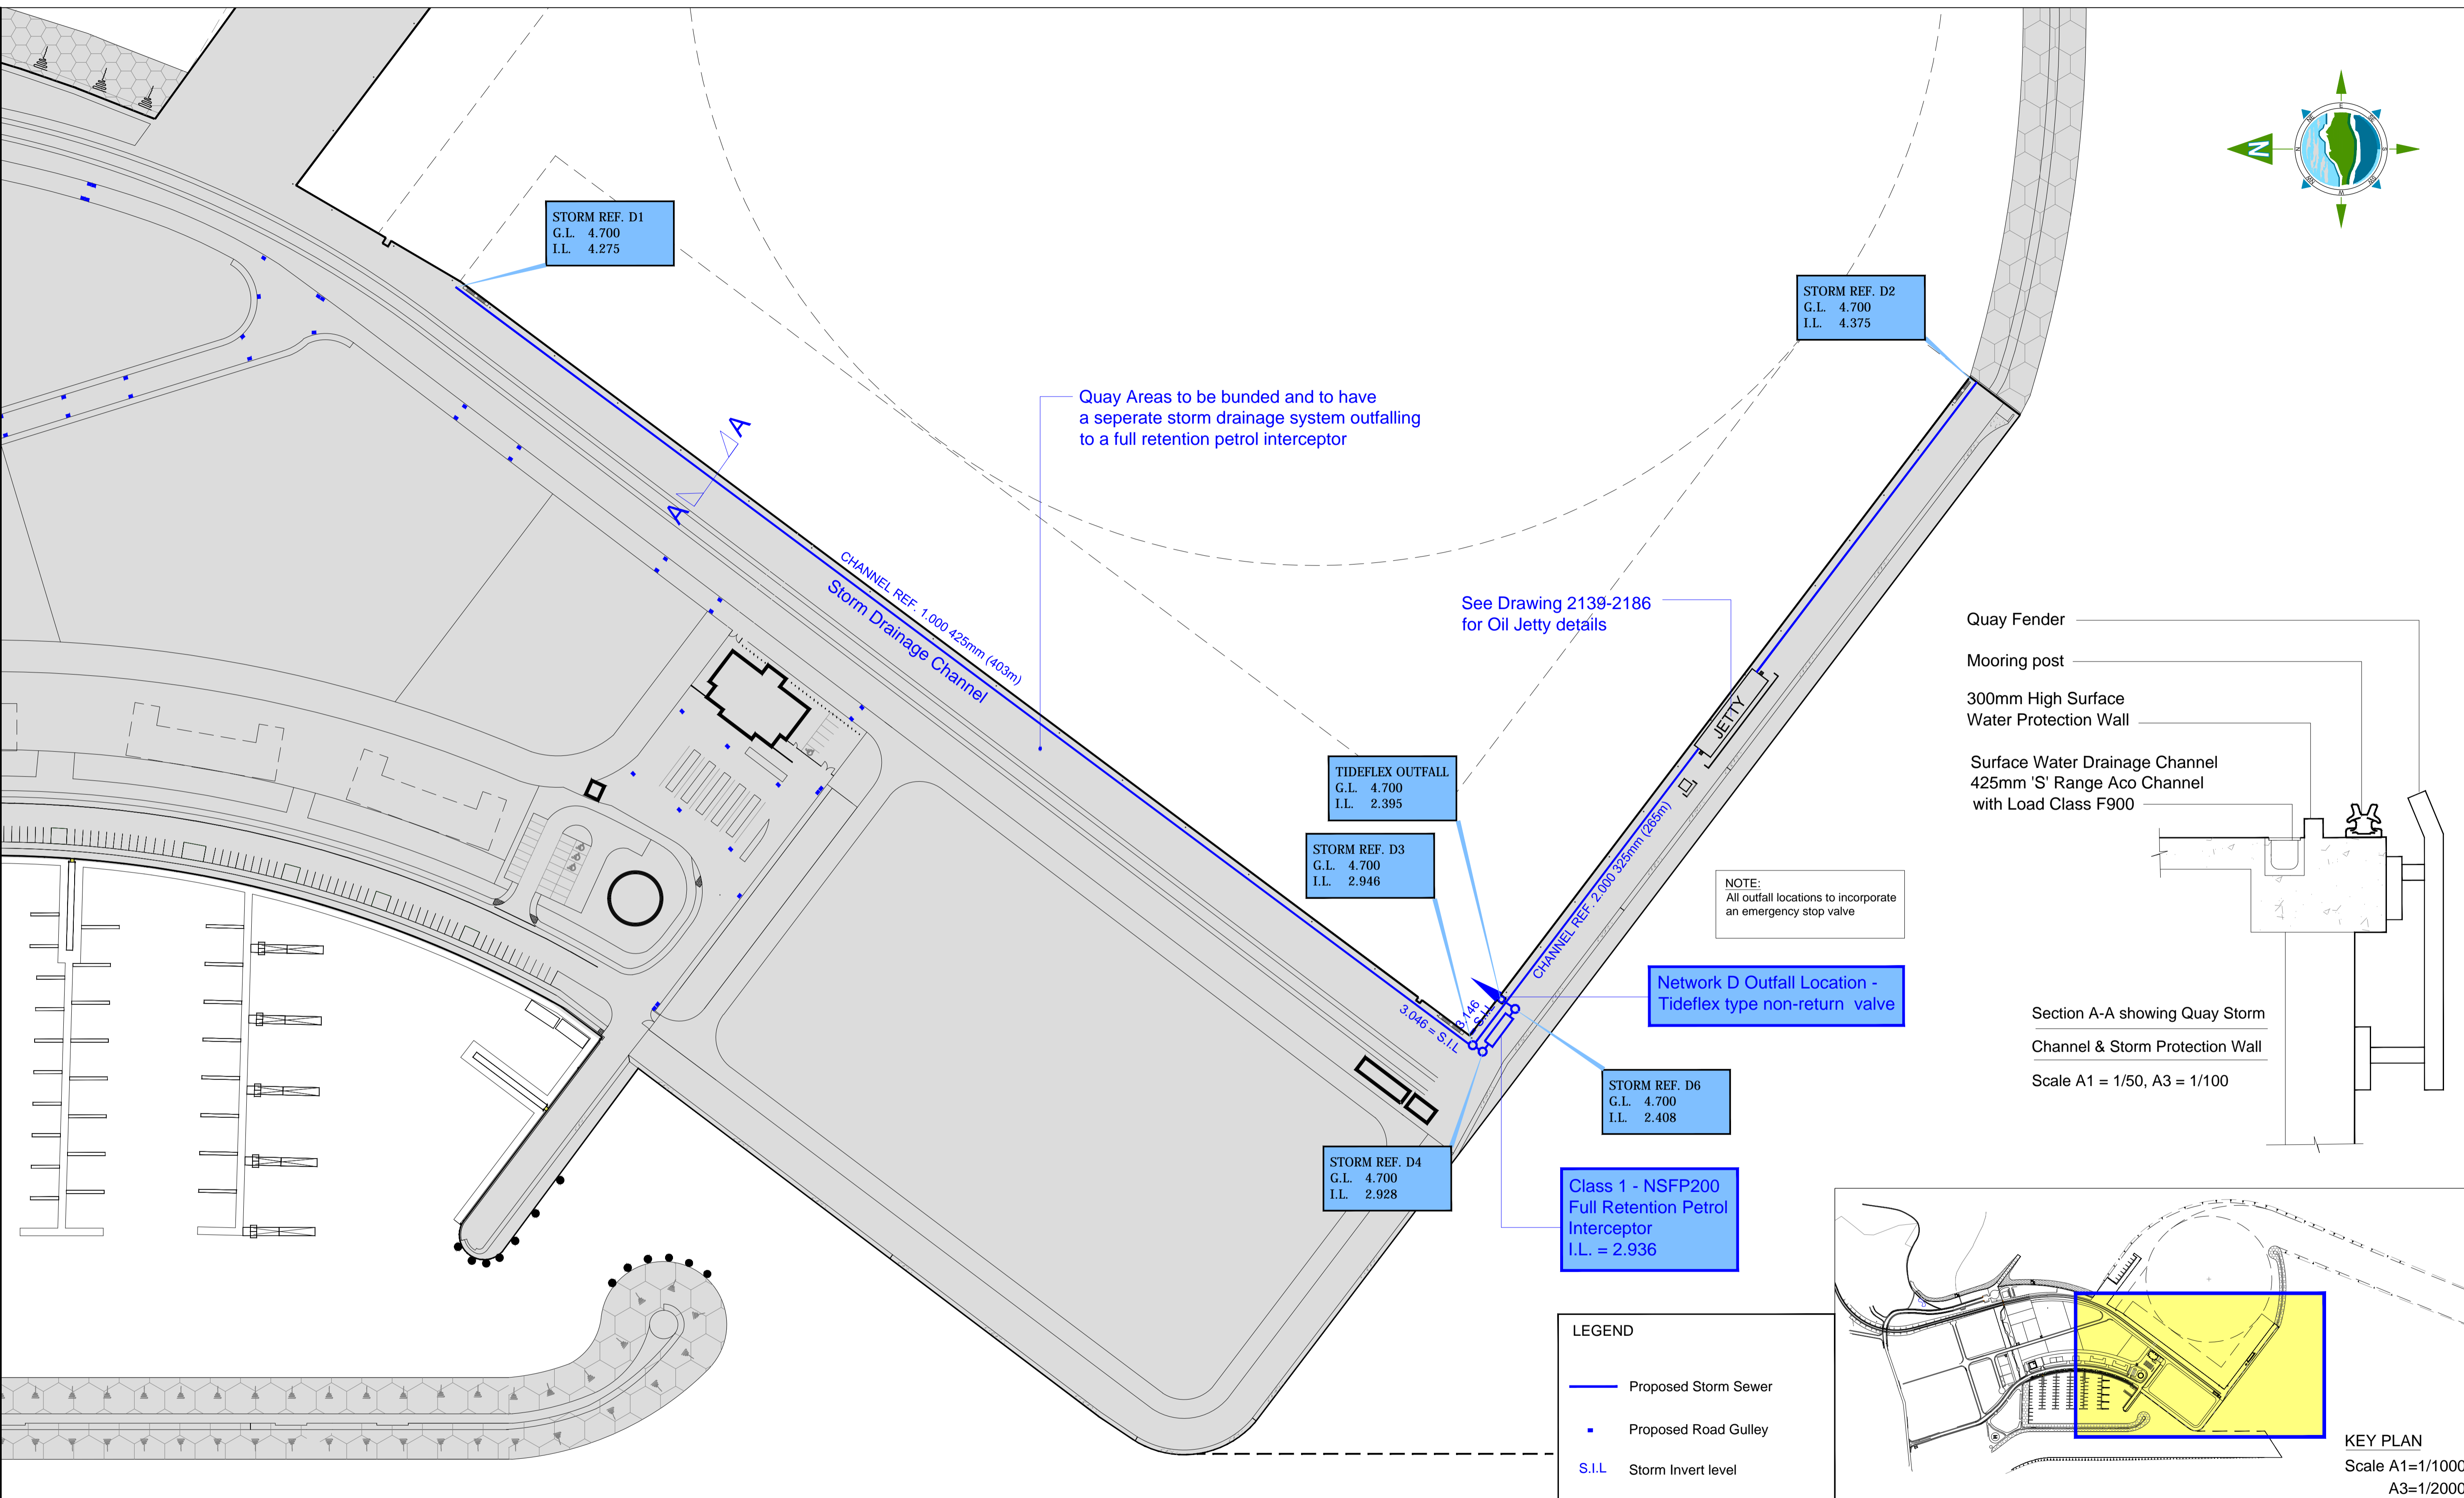 STORM REF. D1
G.L. 4.700
I.L. 4.275
STORM REF. D2
G.L. 4.700
I.L. 4.375
E
SE
S
SW
W
NW
N
NE
N
Quay Areas to be bunded and to have
a seperate storm drainage system outfalling
to a full retention petrol interceptor
A
A
CHANNEL REF. 1.000 425mm (403m)
Storm Drainage Channel
See Drawing 2139-2186
for Oil Jetty details
JETTY
Quay Fender
Mooring post
300mm High Surface
Water Protection Wall
Surface Water Drainage Channel
425mm 'S' Range Aco Channel
with Load Class F900
TIDEFLEX OUTFALL
G.L. 4.700
I.L. 2.395
STORM REF. D3
G.L. 4.700
I.L. 2.946
CHANNEL REF. 2.000 325mm (265m)
NOTE:
All outfall locations to incorporate
an emergency stop valve
Network D Outfall Location -
Tideflex type non-return valve
3.046 = S.I.L
3.146
S.I.L
Section A-A showing Quay Storm
Channel & Storm Protection Wall
Scale A1 = 1/50, A3 = 1/100
STORM REF. D6
G.L. 4.700
I.L. 2.408
STORM REF. D4
G.L. 4.700
I.L. 2.928
Class 1 - NSFP200
Full Retention Petrol
Interceptor
I.L. = 2.936
LEGEND
Proposed Storm Sewer
Proposed Road Gulley
S.I.L Storm Invert level
KEY PLAN
Scale A1=1/1000
A3=1/2000